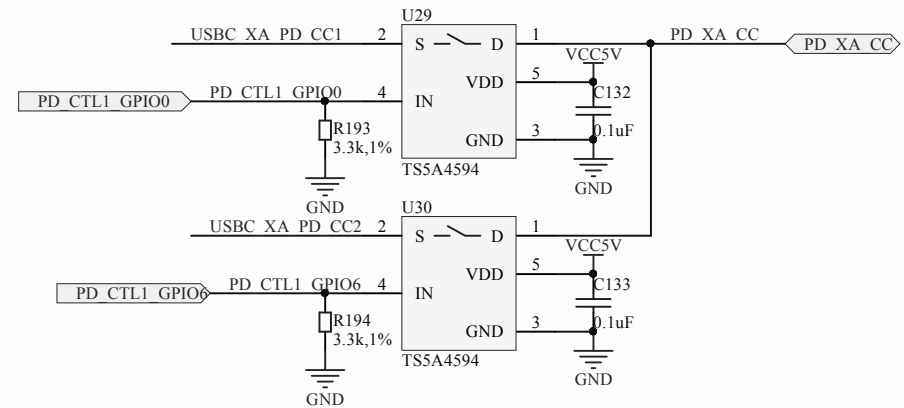 U29
USBC_XA_PD_CC1 2 S D 1 PD_XA_CC PD_XA_CC
VCC5V
VDD 5
PD_CTL1_GPIO0 PD_CTL1_GPIO0 4 IN C132
R193
3.3k,1% GND 3 0.1uF
TS5A4594
GND GND
U30
USBC_XA_PD_CC2 2 S D 1
VCC5V
VDD 5
PD_CTL1_GPIO6 PD_CTL1_GPIO6 4 IN C133
R194
3.3k,1% GND 3 0.1uF
TS5A4594
GND GND